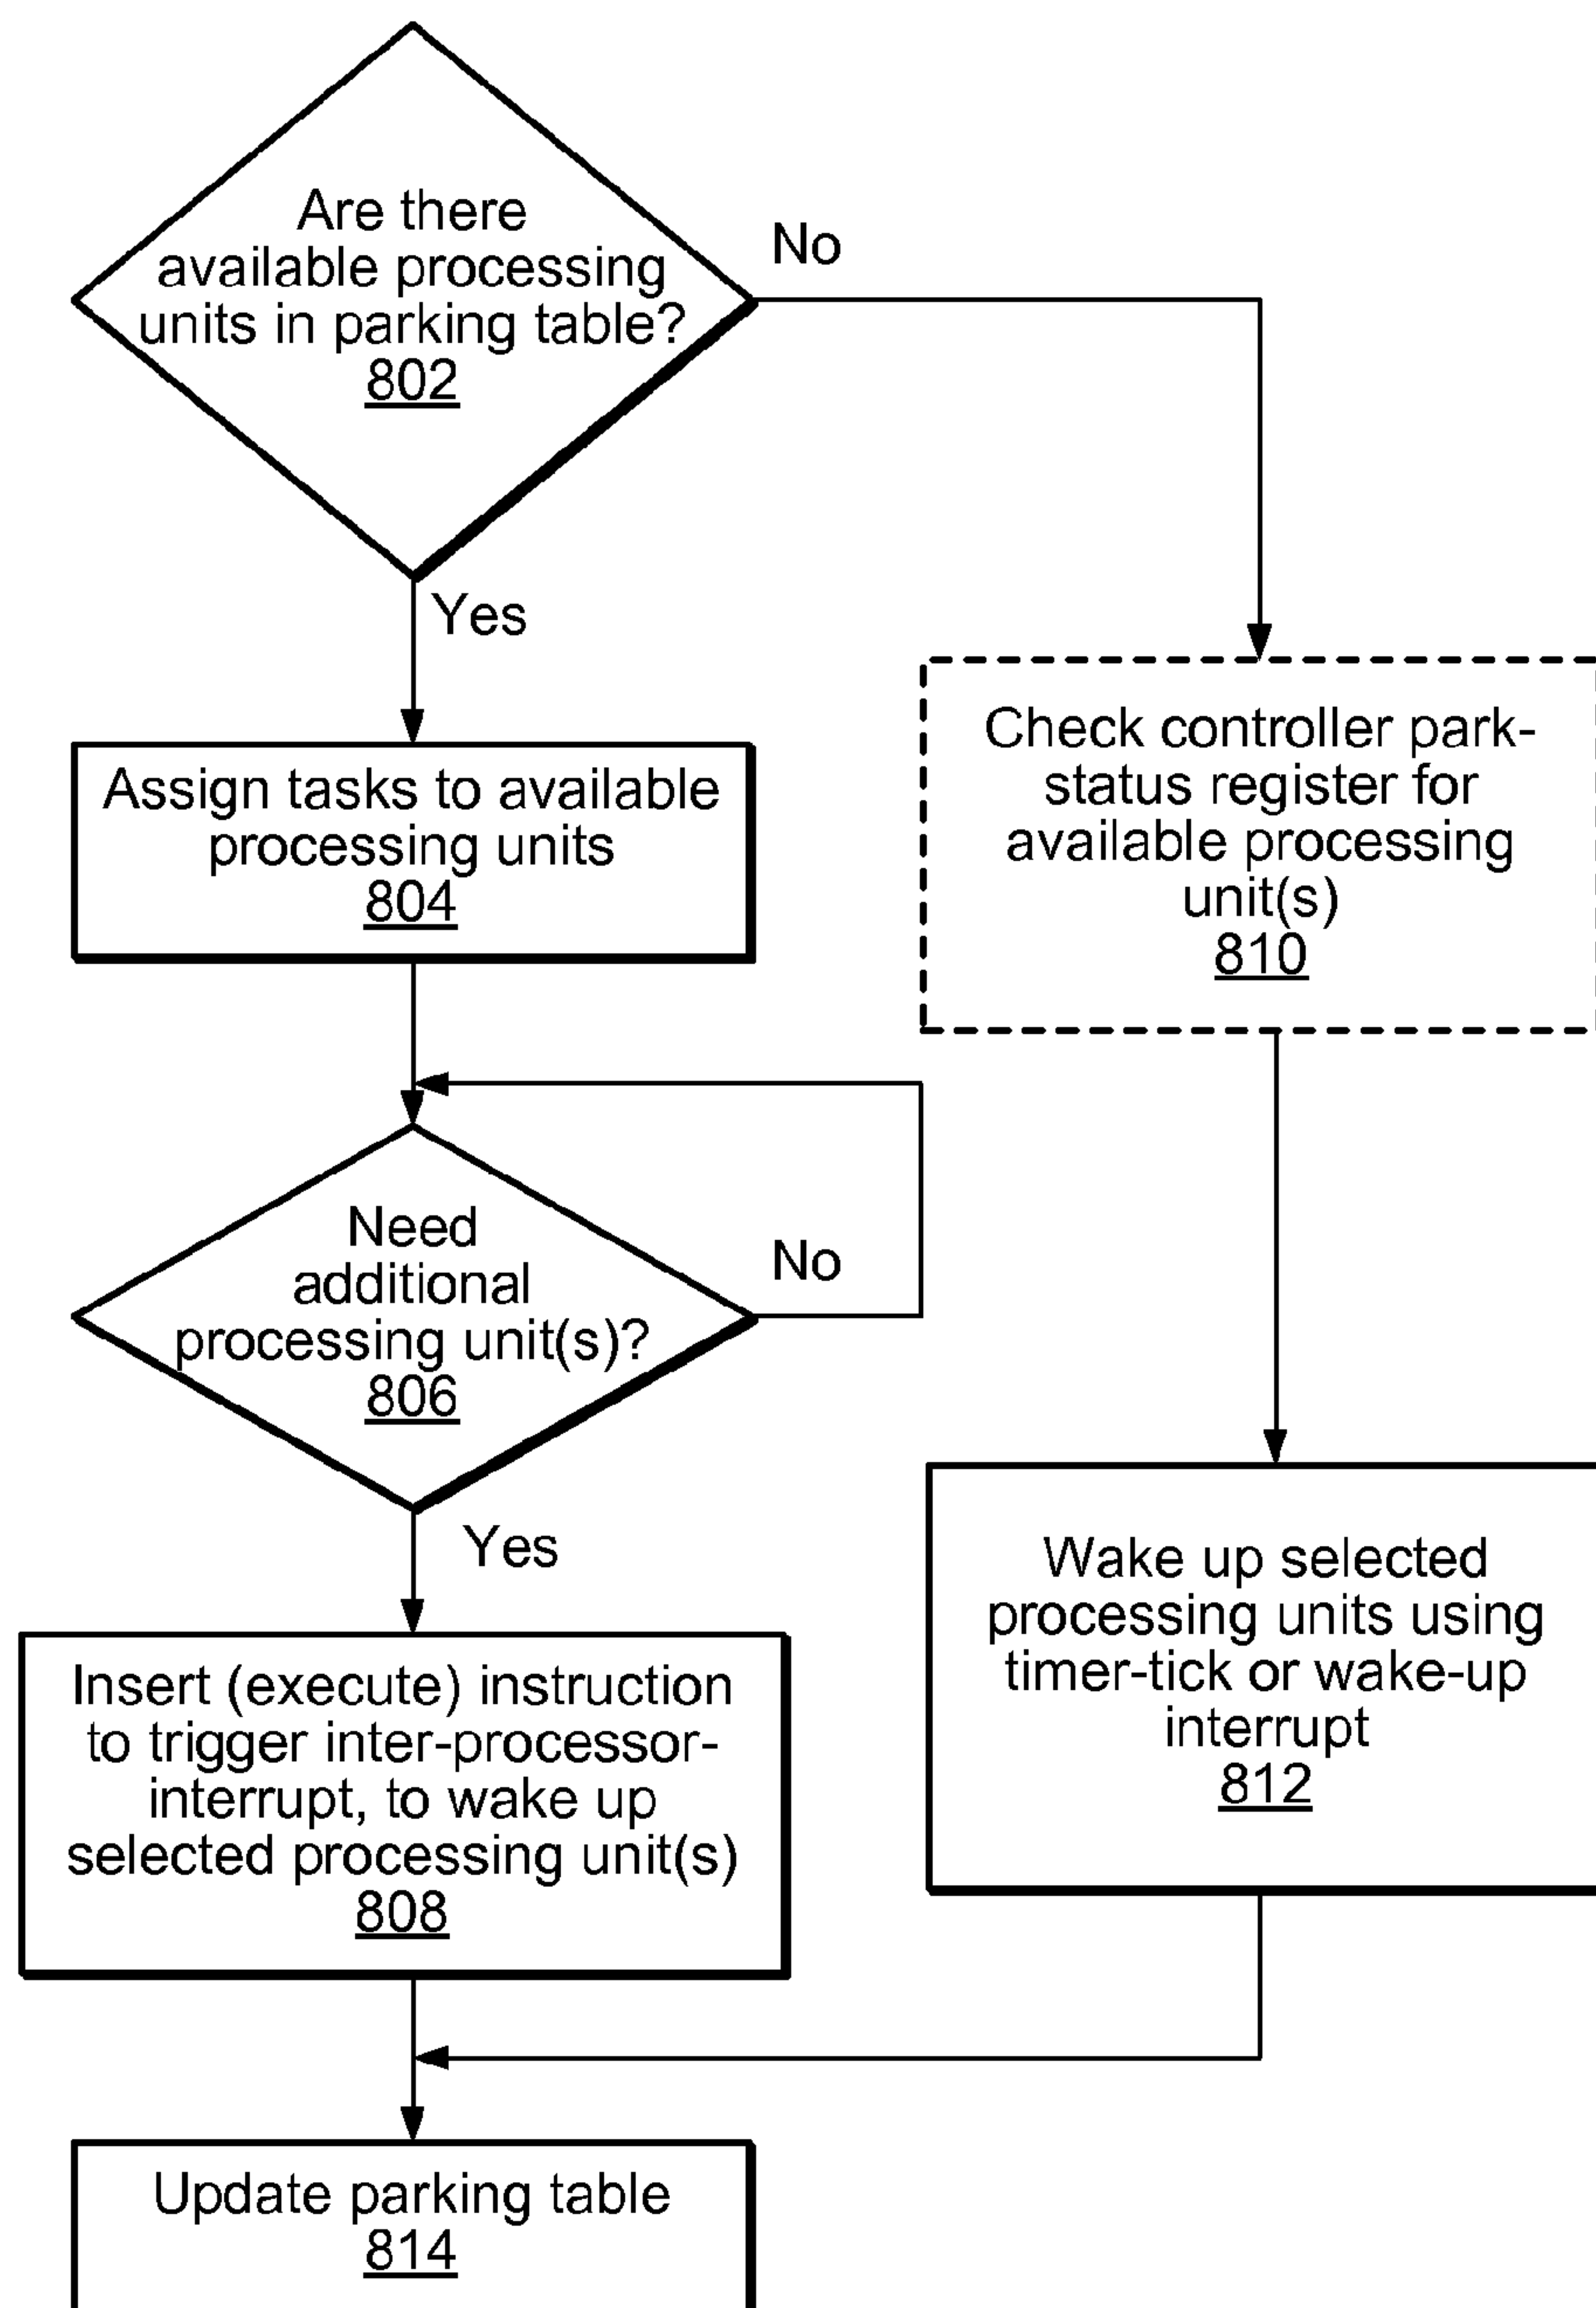 Are there
available processing
units in parking table?
802
No
Yes
Assign tasks to available
processing units
804
Check controller park-
status register for
available processing
unit(s)
810
Need
additional
processing unit(s)?
806
No
Yes
Insert (execute) instruction
to trigger inter-processor-
interrupt, to wake up
selected processing unit(s)
808
Wake up selected
processing units using
timer-tick or wake-up
interrupt
812
Update parking table
814